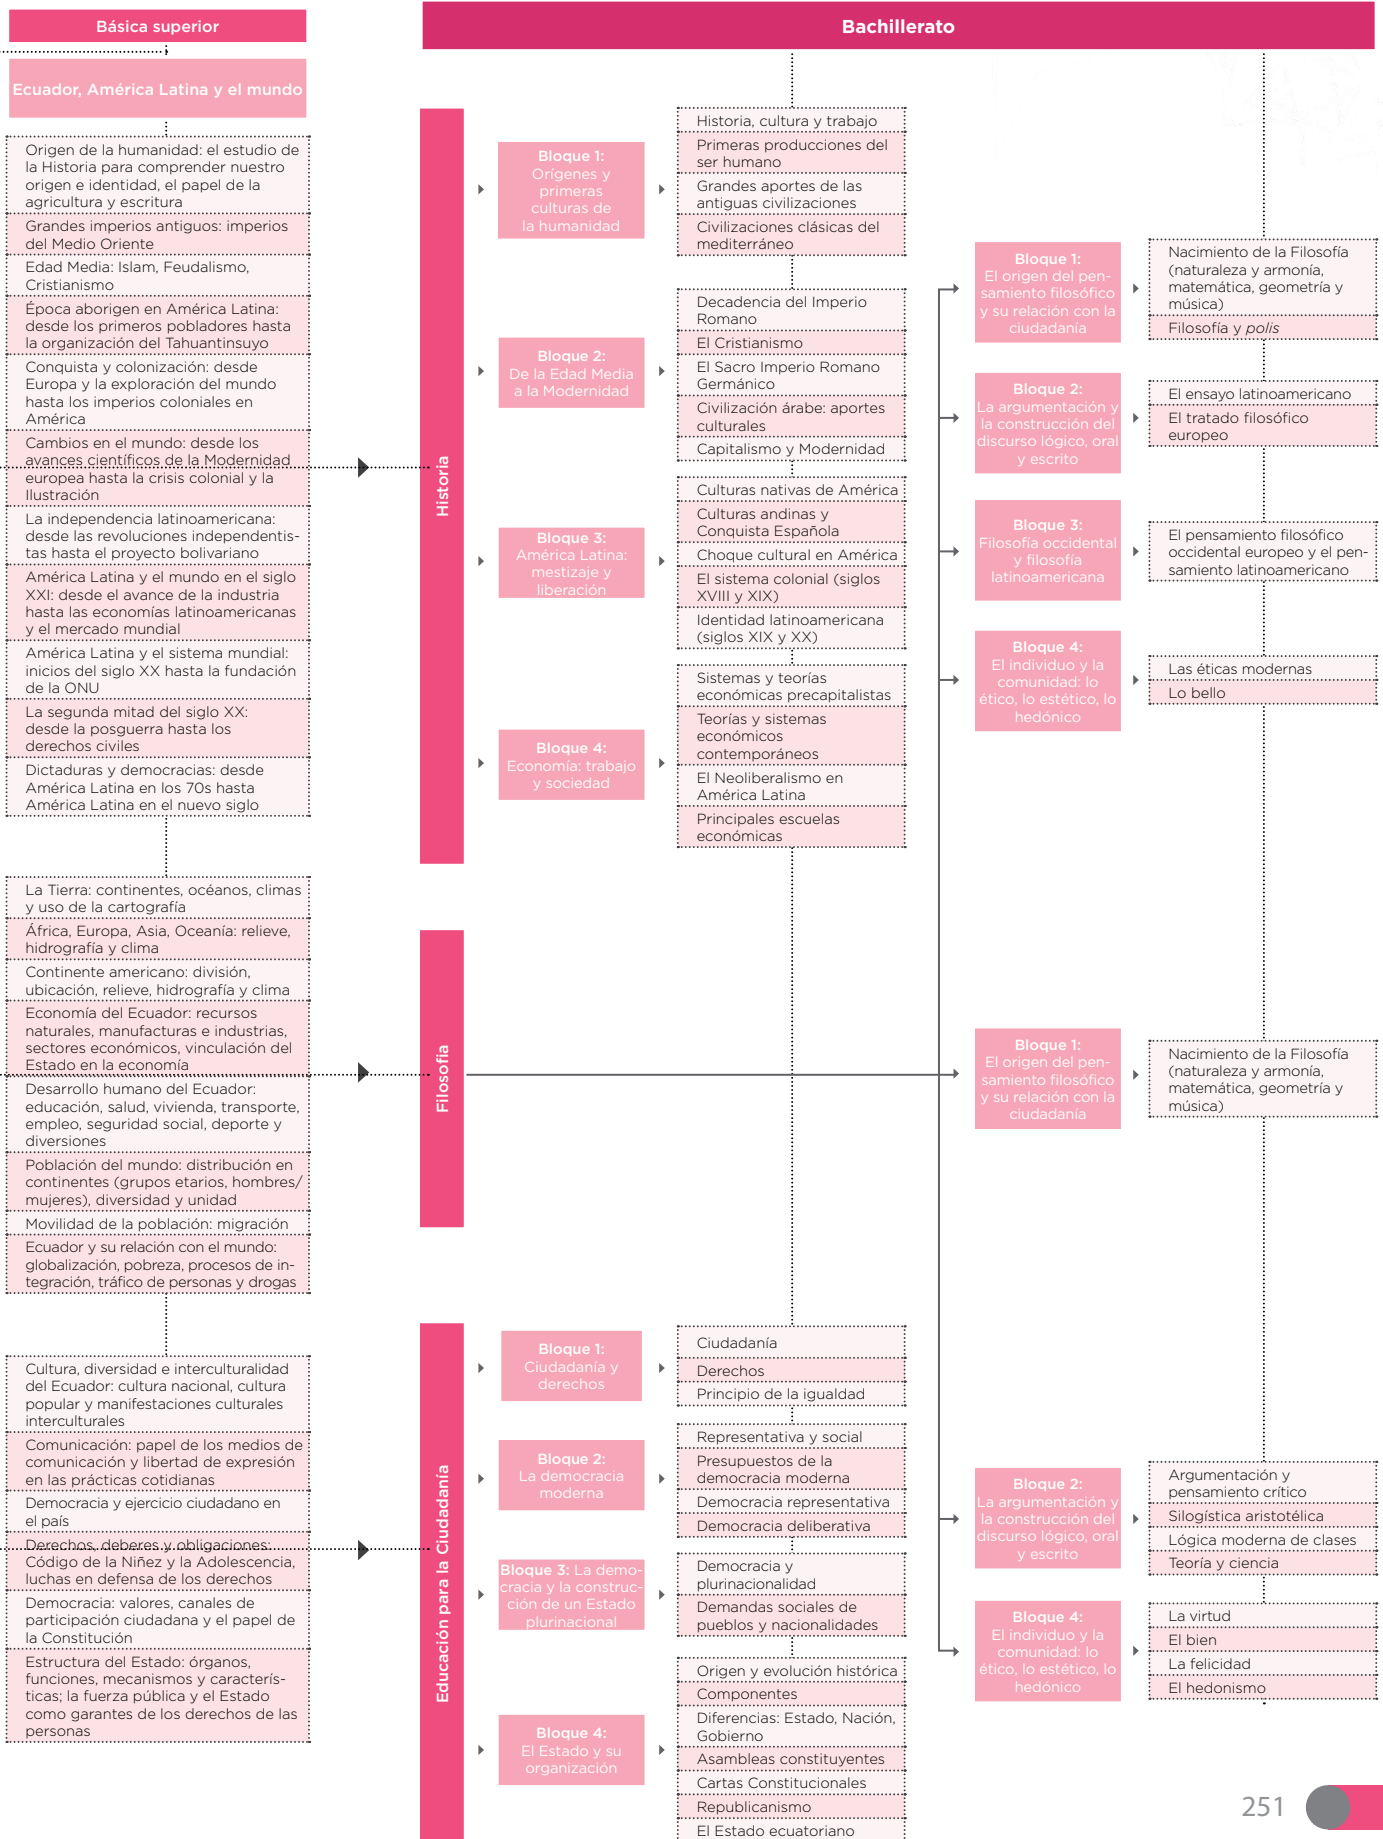 Básica superior
Bachillerato
Ecuador, América Latina y el mundo
Origen de la humanidad: el estudio de
la Historia para comprender nuestro
origen e identidad, el papel de la
agricultura y escritura
Grandes imperios antiguos: imperios
del Medio Oriente
Edad Media: Islam, Feudalismo,
Cristianismo
Época aborigen en América Latina:
desde los primeros pobladores hasta
la organización del Tahuantinsuyo
Conquista y colonización: desde
Europa y la exploración del mundo
hasta los imperios coloniales en
América
Cambios en el mundo: desde los
avances científicos de la Modernidad
europea hasta la crisis colonial y la
Ilustración
La independencia latinoamericana:
desde las revoluciones independentis-
tas hasta el proyecto bolivariano
América Latina y el mundo en el siglo
XXI: desde el avance de la industria
hasta las economías latinoamericanas
y el mercado mundial
América Latina y el sistema mundial:
inicios del siglo XX hasta la fundación
de la ONU
La segunda mitad del siglo XX:
desde la posguerra hasta los
derechos civiles
Dictaduras y democracias: desde
América Latina en los 70s hasta
América Latina en el nuevo siglo
La Tierra: continentes, océanos, climas
y uso de la cartografía
África, Europa, Asia, Oceanía: relieve,
hidrografía y clima
Continente americano: división,
ubicación, relieve, hidrografía y clima
Economía del Ecuador: recursos
naturales, manufacturas e industrias,
sectores económicos, vinculación del
Estado en la economía
Desarrollo humano del Ecuador:
educación, salud, vivienda, transporte,
empleo, seguridad social, deporte y
diversiones
Población del mundo: distribución en
continentes (grupos etarios, hombres/
mujeres), diversidad y unidad
Movilidad de la población: migración
Ecuador y su relación con el mundo:
globalización, pobreza, procesos de in-
tegración, tráfico de personas y drogas
Cultura, diversidad e interculturalidad
del Ecuador: cultura nacional, cultura
popular y manifestaciones culturales
interculturales
Comunicación: papel de los medios de
comunicación y libertad de expresión
en las prácticas cotidianas
Democracia y ejercicio ciudadano en
el país
Derechos, deberes y obligaciones:
Código de la Niñez y la Adolescencia,
luchas en defensa de los derechos
Democracia: valores, canales de
participación ciudadana y el papel de
la Constitución
Estructura del Estado: órganos,
funciones, mecanismos y caracterís-
ticas; la fuerza pública y el Estado
como garantes de los derechos de las
personas
Historia
Bloque 1:
Orígenes y
primeras
culturas de
la humanidad
Historia, cultura y trabajo
Primeras producciones del
ser humano
Grandes aportes de las
antiguas civilizaciones
Civilizaciones clásicas del
mediterráneo
Bloque 2:
De la Edad Media
a la Modernidad
Decadencia del Imperio
Romano
El Cristianismo
El Sacro Imperio Romano
Germánico
Civilización árabe: aportes
culturales
Capitalismo y Modernidad
Bloque 3:
América Latina:
mestizaje y
liberación
Culturas nativas de América
Culturas andinas y
Conquista Española
Choque cultural en América
El sistema colonial (siglos
XVIII y XIX)
Identidad latinoamericana
(siglos XIX y XX)
Bloque 4:
Economía: trabajo
y sociedad
Sistemas y teorías
económicas precapitalistas
Teorías y sistemas
económicos
contemporáneos
El Neoliberalismo en
América Latina
Principales escuelas
económicas
Filosofía
Bloque 1:
El origen del pen-
samiento filosófico
y su relación con la
ciudadanía
Nacimiento de la Filosofía
(naturaleza y armonía,
matemática, geometría y
música)
Filosofía y polis
Bloque 2:
La argumentación y
la construcción del
discurso lógico, oral
y escrito
El ensayo latinoamericano
El tratado filosófico
europeo
Bloque 3:
Filosofía occidental
y filosofía
latinoamericana
El pensamiento filosófico
occidental europeo y el pen-
samiento latinoamericano
Bloque 4:
El individuo y la
comunidad: lo
ético, lo estético, lo
hedónico
Las éticas modernas
Lo bello
Bloque 1:
El origen del pen-
samiento filosófico
y su relación con la
ciudadanía
Nacimiento de la Filosofía
(naturaleza y armonía,
matemática, geometría y
música)
Bloque 2:
La argumentación y
la construcción del
discurso lógico, oral
y escrito
Argumentación y
pensamiento crítico
Silogística aristotélica
Lógica moderna de clases
Teoría y ciencia
Bloque 4:
El individuo y la
comunidad: lo
ético, lo estético, lo
hedónico
La virtud
El bien
La felicidad
El hedonismo
Educación para la Ciudadanía
Bloque 1:
Ciudadanía y
derechos
Ciudadanía
Derechos
Principio de la igualdad
Bloque 2:
La democracia
moderna
Representativa y social
Presupuestos de la
democracia moderna
Democracia representativa
Democracia deliberativa
Bloque 3: La demo-
cracia y la construc-
ción de un Estado
plurinacional
Democracia y
plurinacionalidad
Demandas sociales de
pueblos y nacionalidades
Bloque 4:
El Estado y su
organización
Origen y evolución histórica
Componentes
Diferencias: Estado, Nación,
Gobierno
Asambleas constituyentes
Cartas Constitucionales
Republicanismo
El Estado ecuatoriano
251